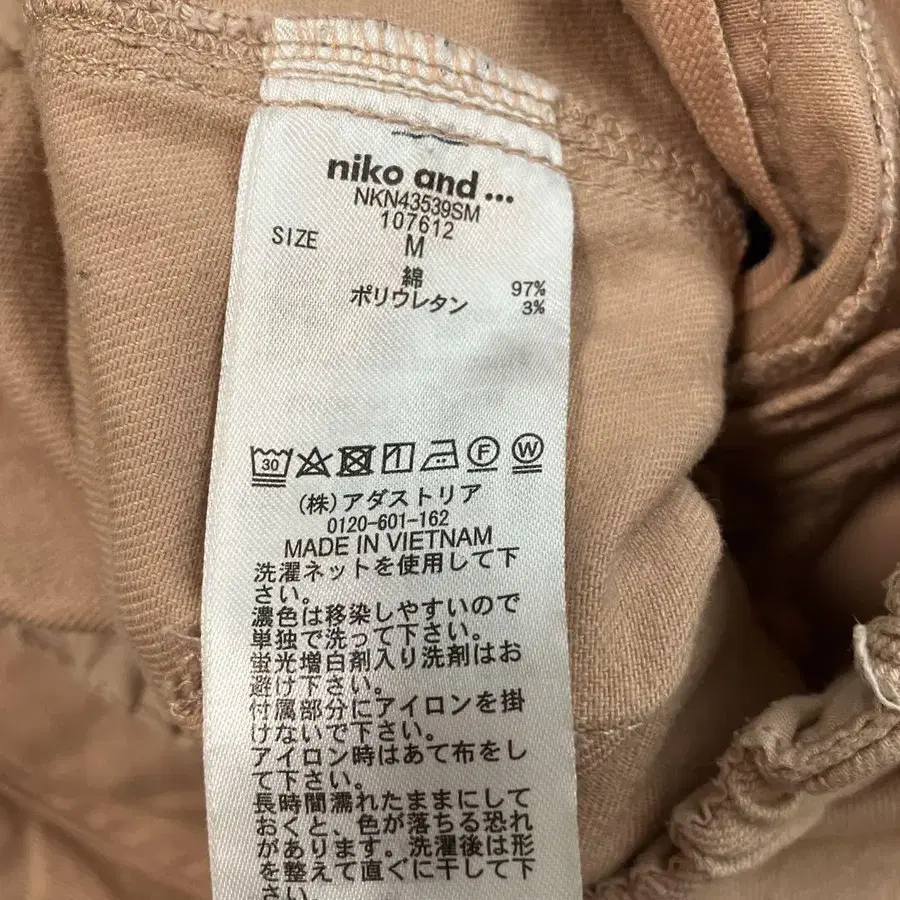 niko and ...
NKN43539SM
107612
SIZE M
綿 97%
ポリウレタン 3%
30 F W
(株)アダストリア
0120-601-162
MADE IN VIETNAM
洗濯ネットを使用して下
さい。
濃色は移染しやすいので
単独で洗って下さい。
蛍光増白剤入り洗剤はお
避け下さい。
付属部分にアイロンを掛
けないで下さい。
アイロン時はあて布をし
て下さい。
長時間濡れたままにして
おくと、色が落ちる恐れ
があります。洗濯後は形
を整えて直ぐに干して下
さい。